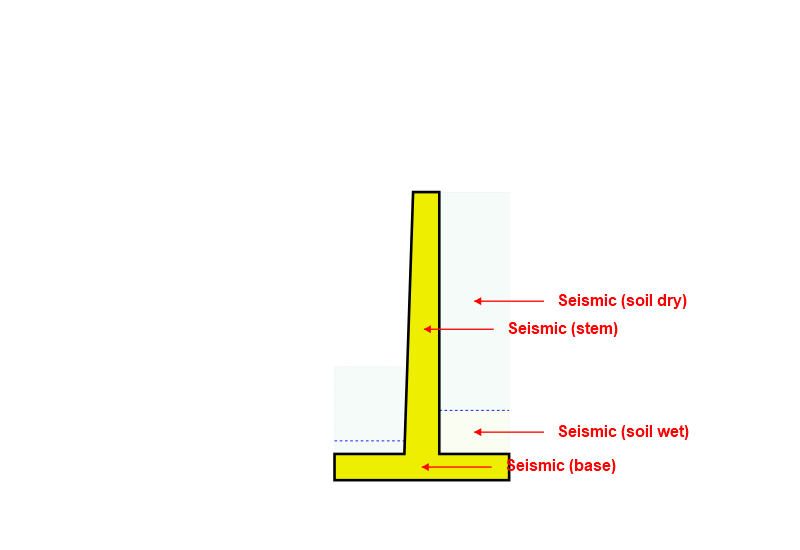 Seismic (soil dry)
Seismic (stem)
Seismic (soil wet)
Seismic (base)